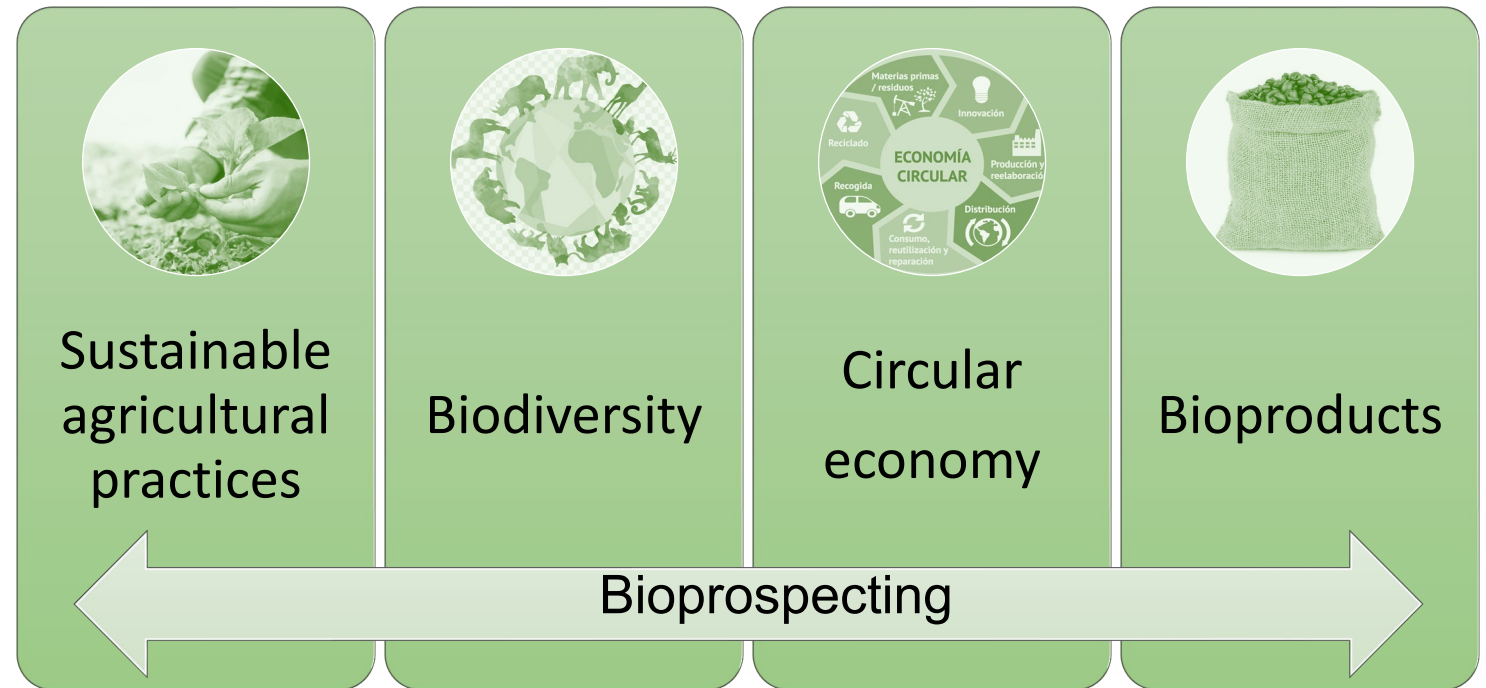 Sustainable
agricultural
practices
Biodiversity
Materias primas
/ residuos
Innovación
Producción y
reelaboració
Distribución
Consumo,
reutilización y
reparación
Recogida
Reciclado
ECONOMÍA
CIRCULAR
Circular
economy
Bioproducts
Bioprospecting